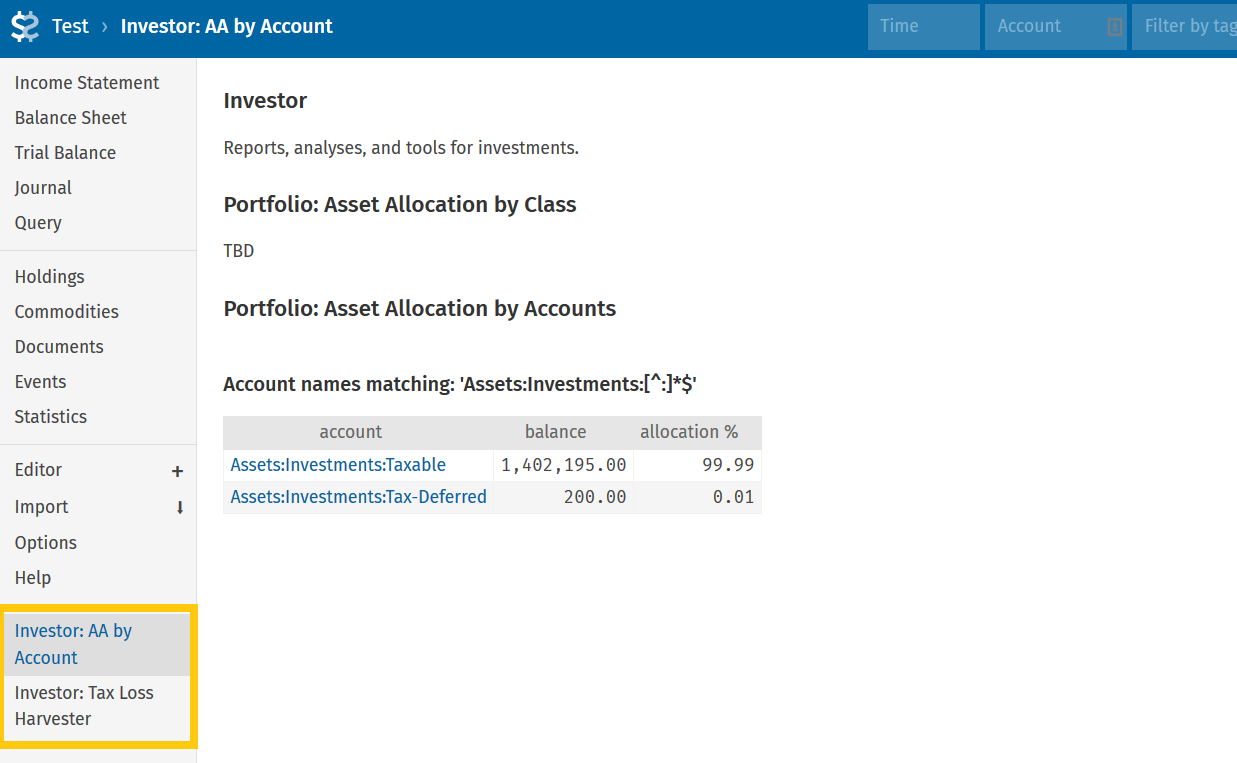 Test › Investor: AA by Account
Time
Account
Filter by tag
Income Statement
Balance Sheet
Trial Balance
Journal
Query
Holdings
Commodities
Documents
Events
Statistics
Editor +
Import
Options
Help
Investor: AA by
Account
Investor: Tax Loss
Harvester
Investor
Reports, analyses, and tools for investments.
Portfolio: Asset Allocation by Class
TBD
Portfolio: Asset Allocation by Accounts
Account names matching: 'Assets:Investments:[^:]*$'
account balance allocation %
Assets:Investments:Taxable 1,402,195.00 99.99
Assets:Investments:Tax-Deferred 200.00 0.01